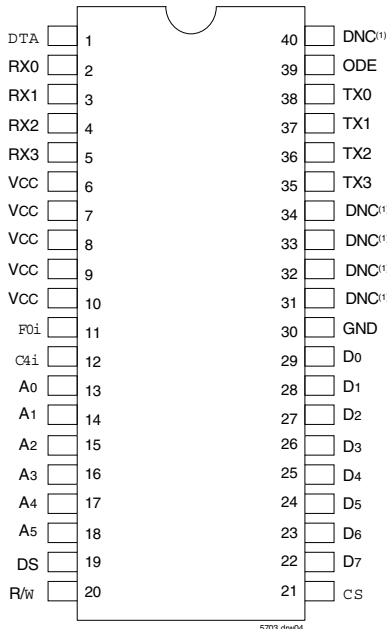 DTA 1 40 DNC(1)
RX0 2 39 ODE
RX1 3 38 TX0
RX2 4 37 TX1
RX3 5 36 TX2
VCC 6 35 TX3
VCC 7 34 DNC(1)
VCC 8 33 DNC(1)
VCC 9 32 DNC(1)
VCC 10 31 DNC(1)
F0i 11 30 GND
C4i 12 29 D0
A0 13 28 D1
A1 14 27 D2
A2 15 26 D3
A3 16 25 D4
A4 17 24 D5
A5 18 23 D6
DS 19 22 D7
R/W 20 21 CS
5703 drw04